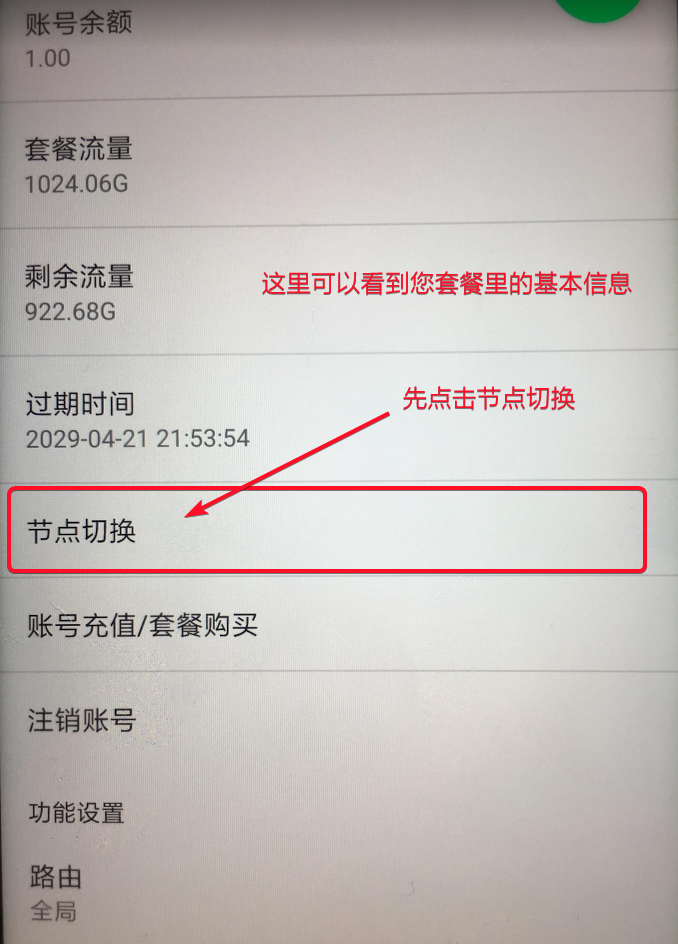 账号余额
1.00
套餐流量
1024.06G
剩余流量
922.68G
这里可以看到您套餐里的基本信息
过期时间
2029-04-21 21:53:54
先点击节点切换
节点切换
账号充值/套餐购买
注销账号
功能设置
路由
全局